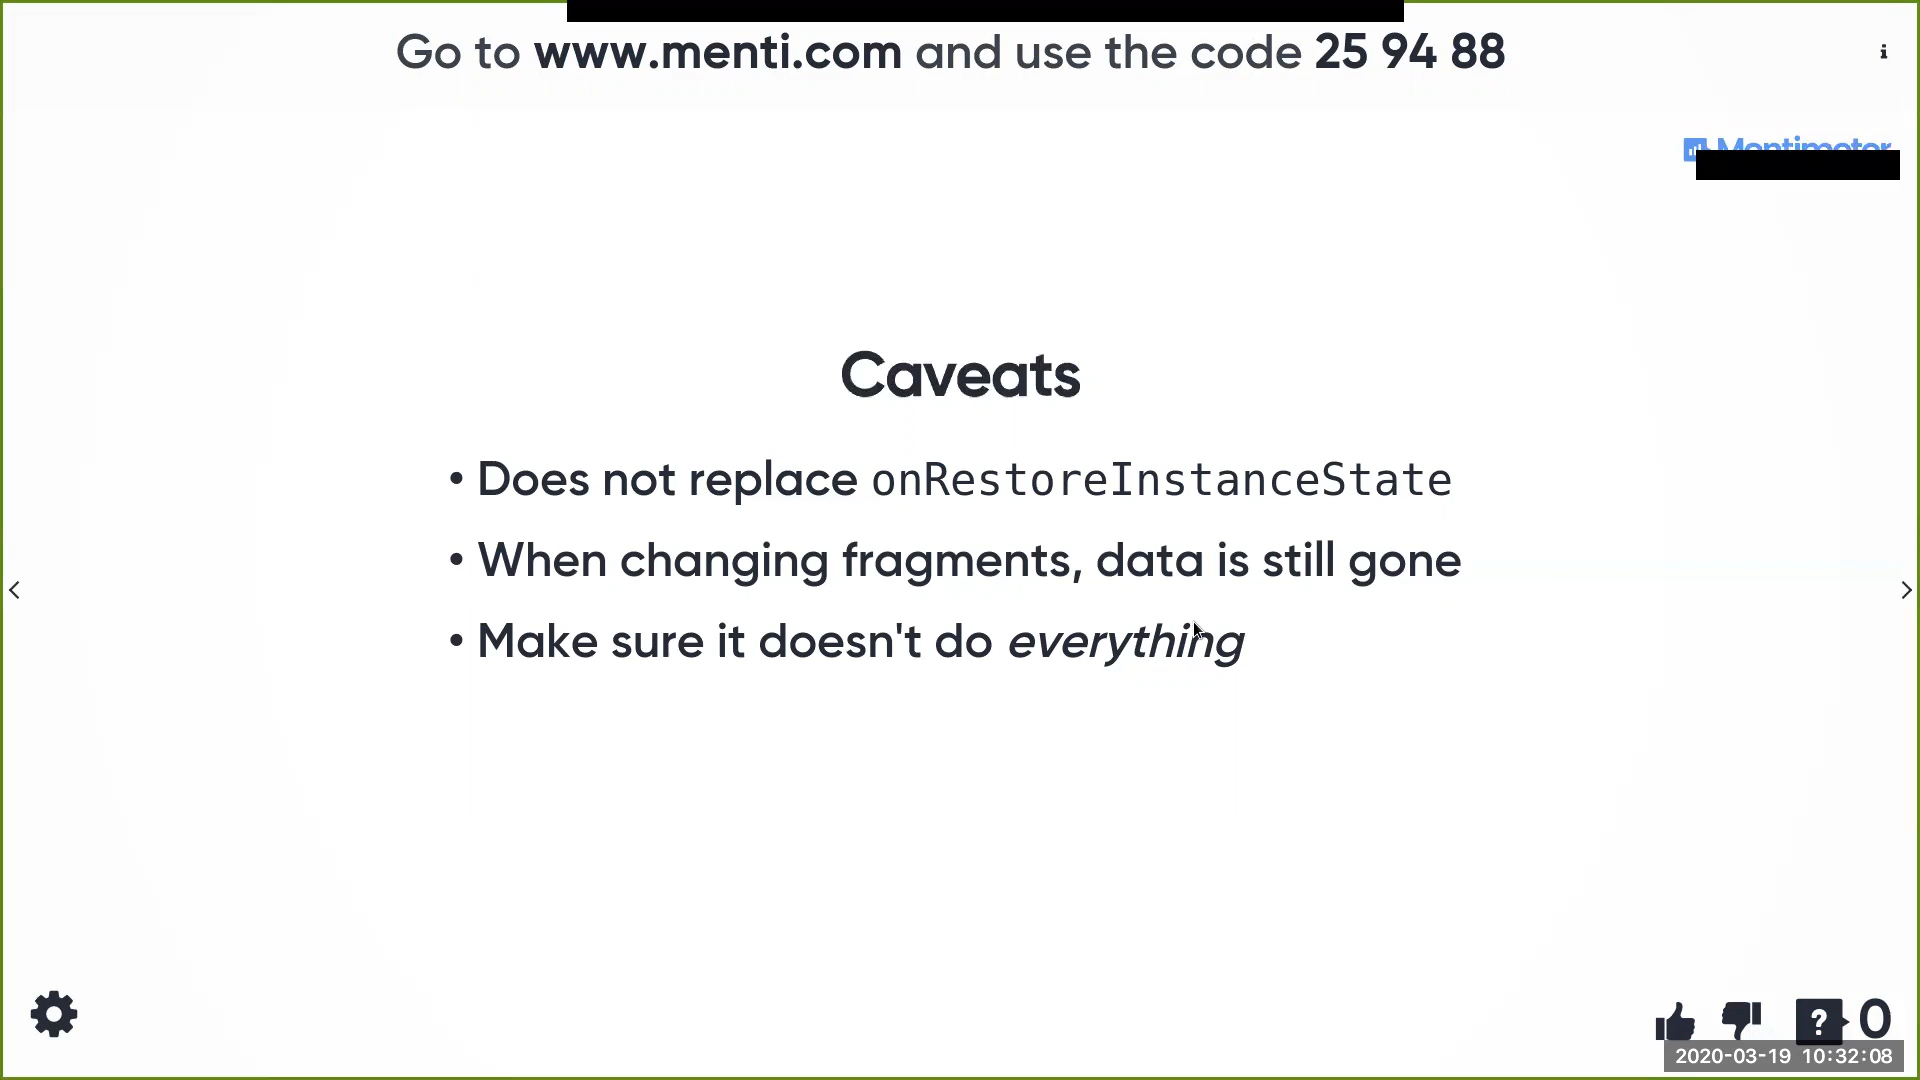 Go to www.menti.com and use the code 25 94 88
Caveats
• Does not replace onRestoreInstanceState
• When changing fragments, data is still gone
• Make sure it doesn't do everything
? 0
2020-03-19 10:32:08